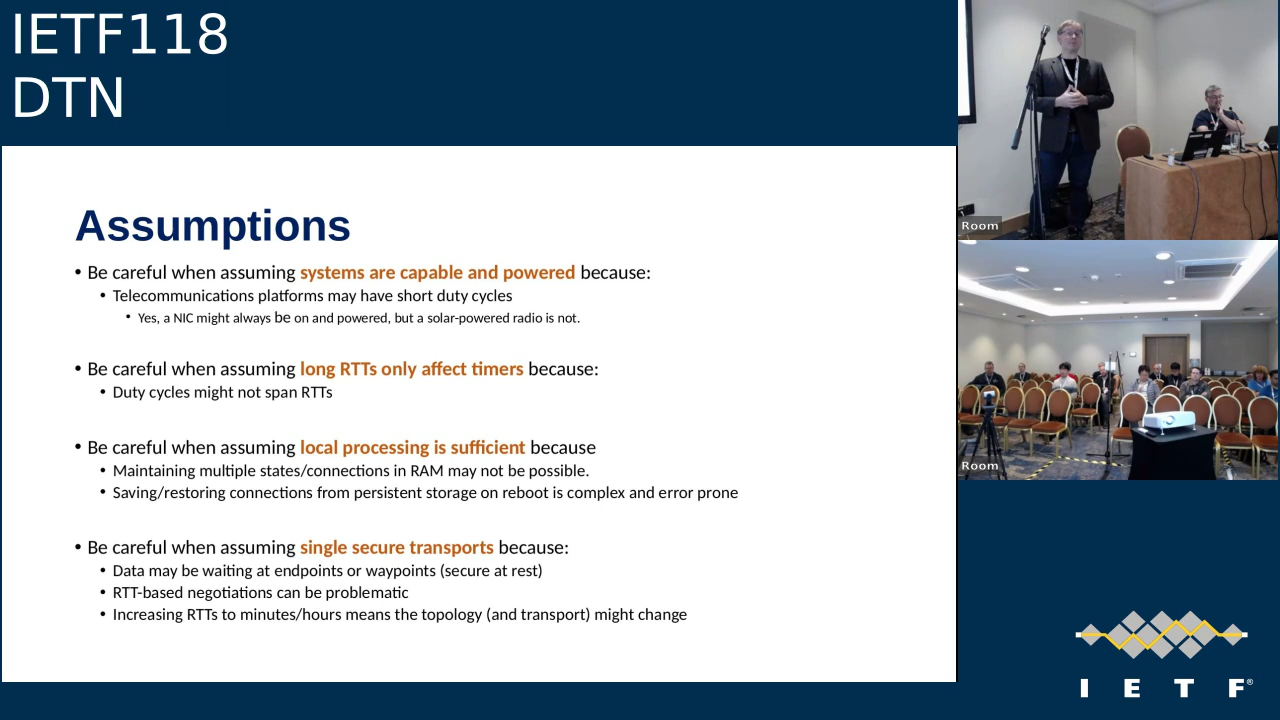 IETF118
DTN
Assumptions
• Be careful when assuming systems are capable and powered because:
• Telecommunications platforms may have short duty cycles
• Yes, a NIC might always be on and powered, but a solar-powered radio is not.
• Be careful when assuming long RTTs only affect timers because:
• Duty cycles might not span RTTs
• Be careful when assuming local processing is sufficient because
• Maintaining multiple states/connections in RAM may not be possible.
• Saving/restoring connections from persistent storage on reboot is complex and error prone
• Be careful when assuming single secure transports because:
• Data may be waiting at endpoints or waypoints (secure at rest)
• RTT-based negotiations can be problematic
• Increasing RTTs to minutes/hours means the topology (and transport) might change
Room
Room
I E T F®